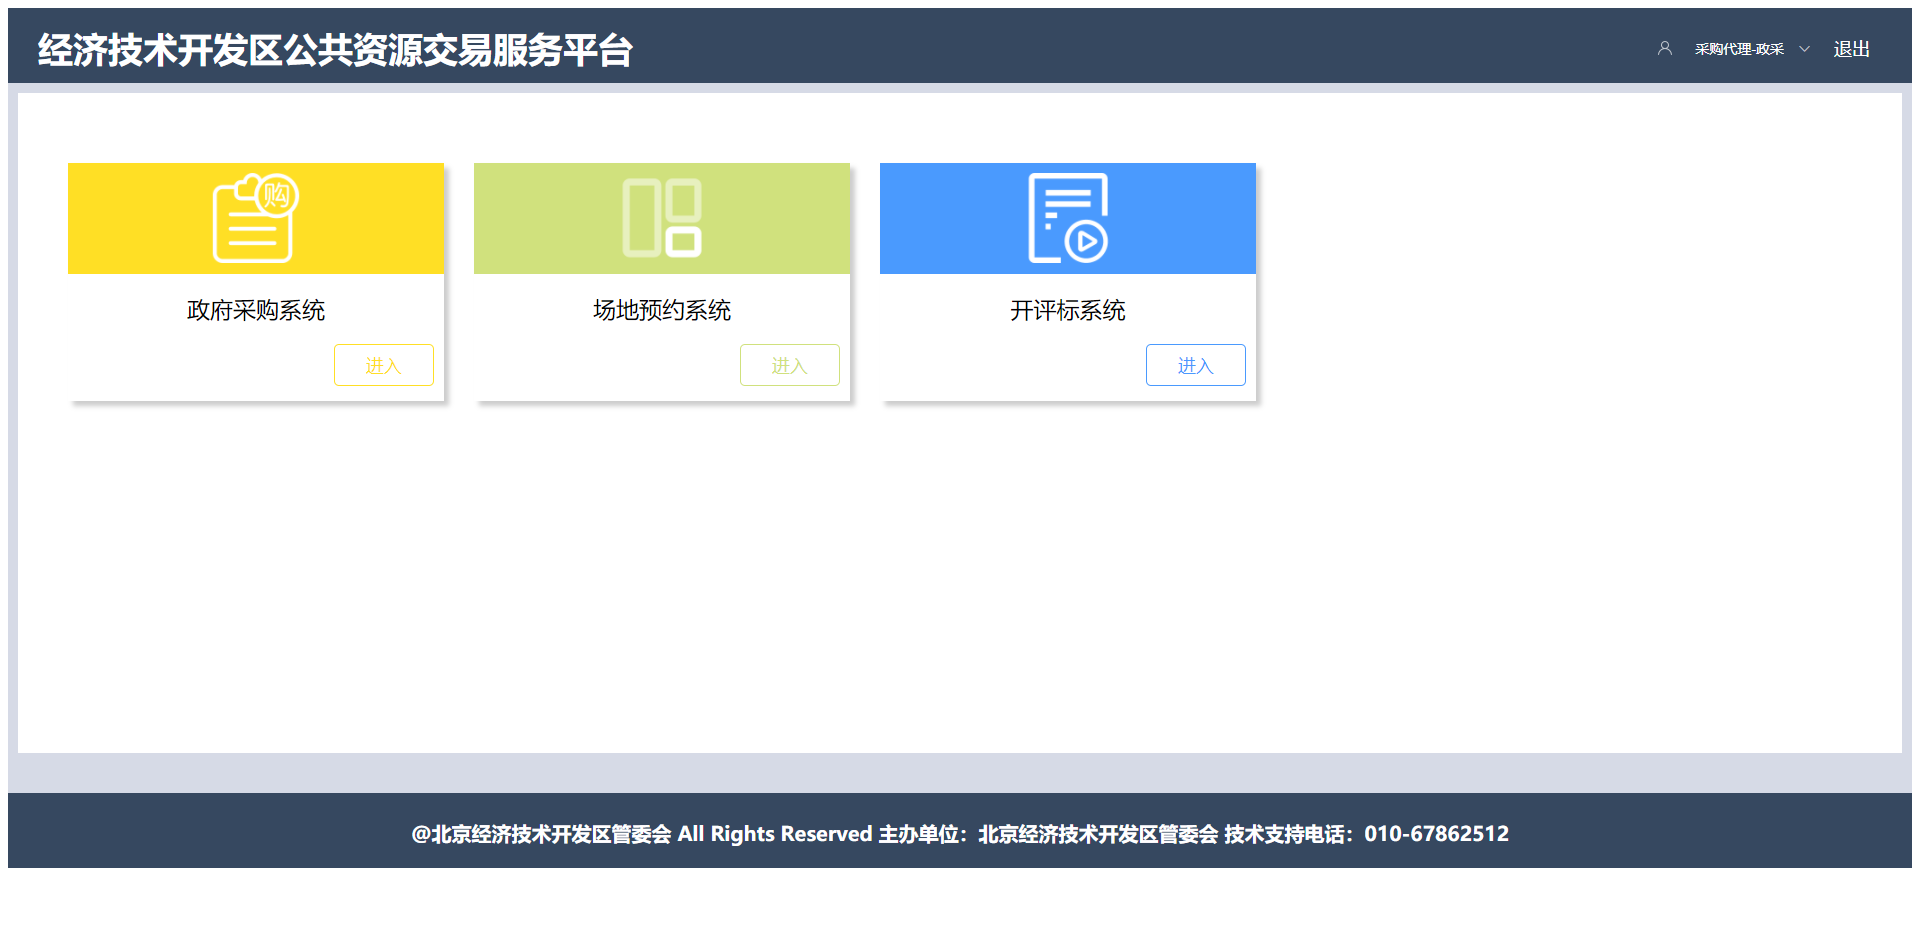 经济技术开发区公共资源交易服务平台
采购代理-政采 退出
购
政府采购系统
进入
场地预约系统
进入
开评标系统
进入
@北京经济技术开发区管委会 All Rights Reserved 主办单位：北京经济技术开发区管委会 技术支持电话：010-67862512